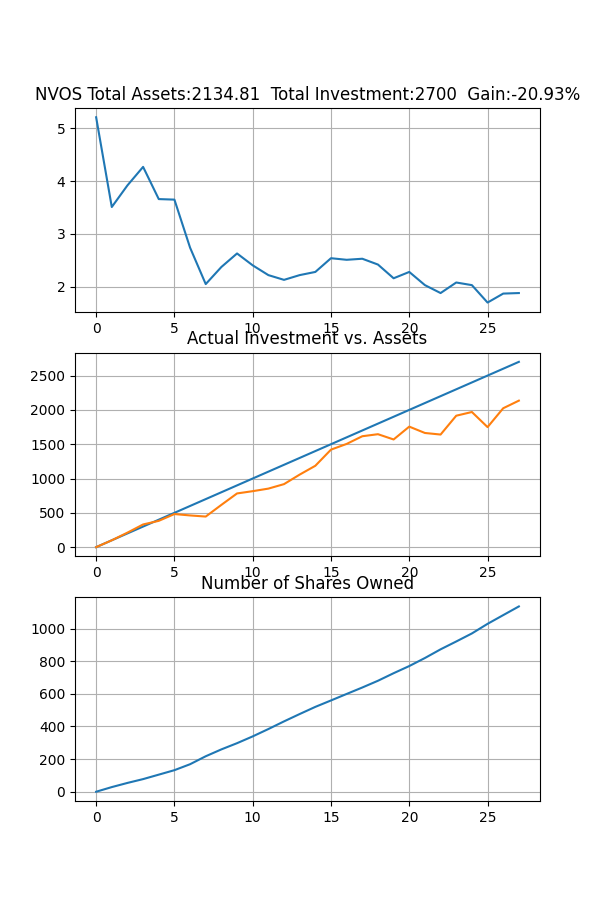 NVOS Total Assets:2134.81  Total Investment:2700  Gain:-20.93%
5
4
3
2
0 5 10 15 20 25
Actual Investment vs. Assets
2500
2000
1500
1000
500
0
0 5 10 15 20 25
Number of Shares Owned
1000
800
600
400
200
0
0 5 10 15 20 25